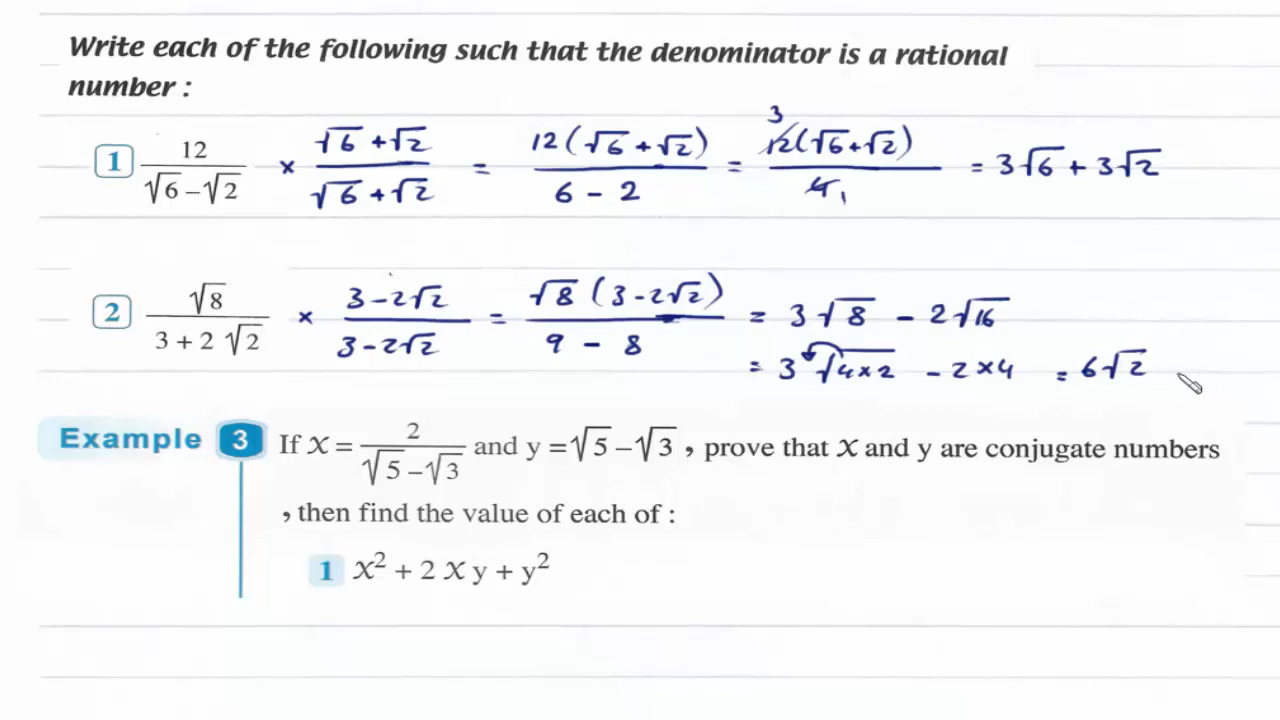 Write each of the following such that the denominator is a rational
number :
1 12/(√6 – √2) × (√6 + √2)/(√6 + √2) = 12(√6 + √2)/(6 - 2) = 3 12(√6 + √2)/4 1 = 3√6 + 3√2
2 √8/(3 + 2 √2) × (3 - 2√2)/(3 - 2√2) = √8 (3 - 2√2)/(9 - 8) = 3√8 - 2√16
= 3 √(4 × 2) - 2 × 4 = 6√2
Example 3 If X = 2/(√5 – √3) and y = √5 – √3 , prove that X and y are conjugate numbers
, then find the value of each of :
1 X² + 2 X y + y²